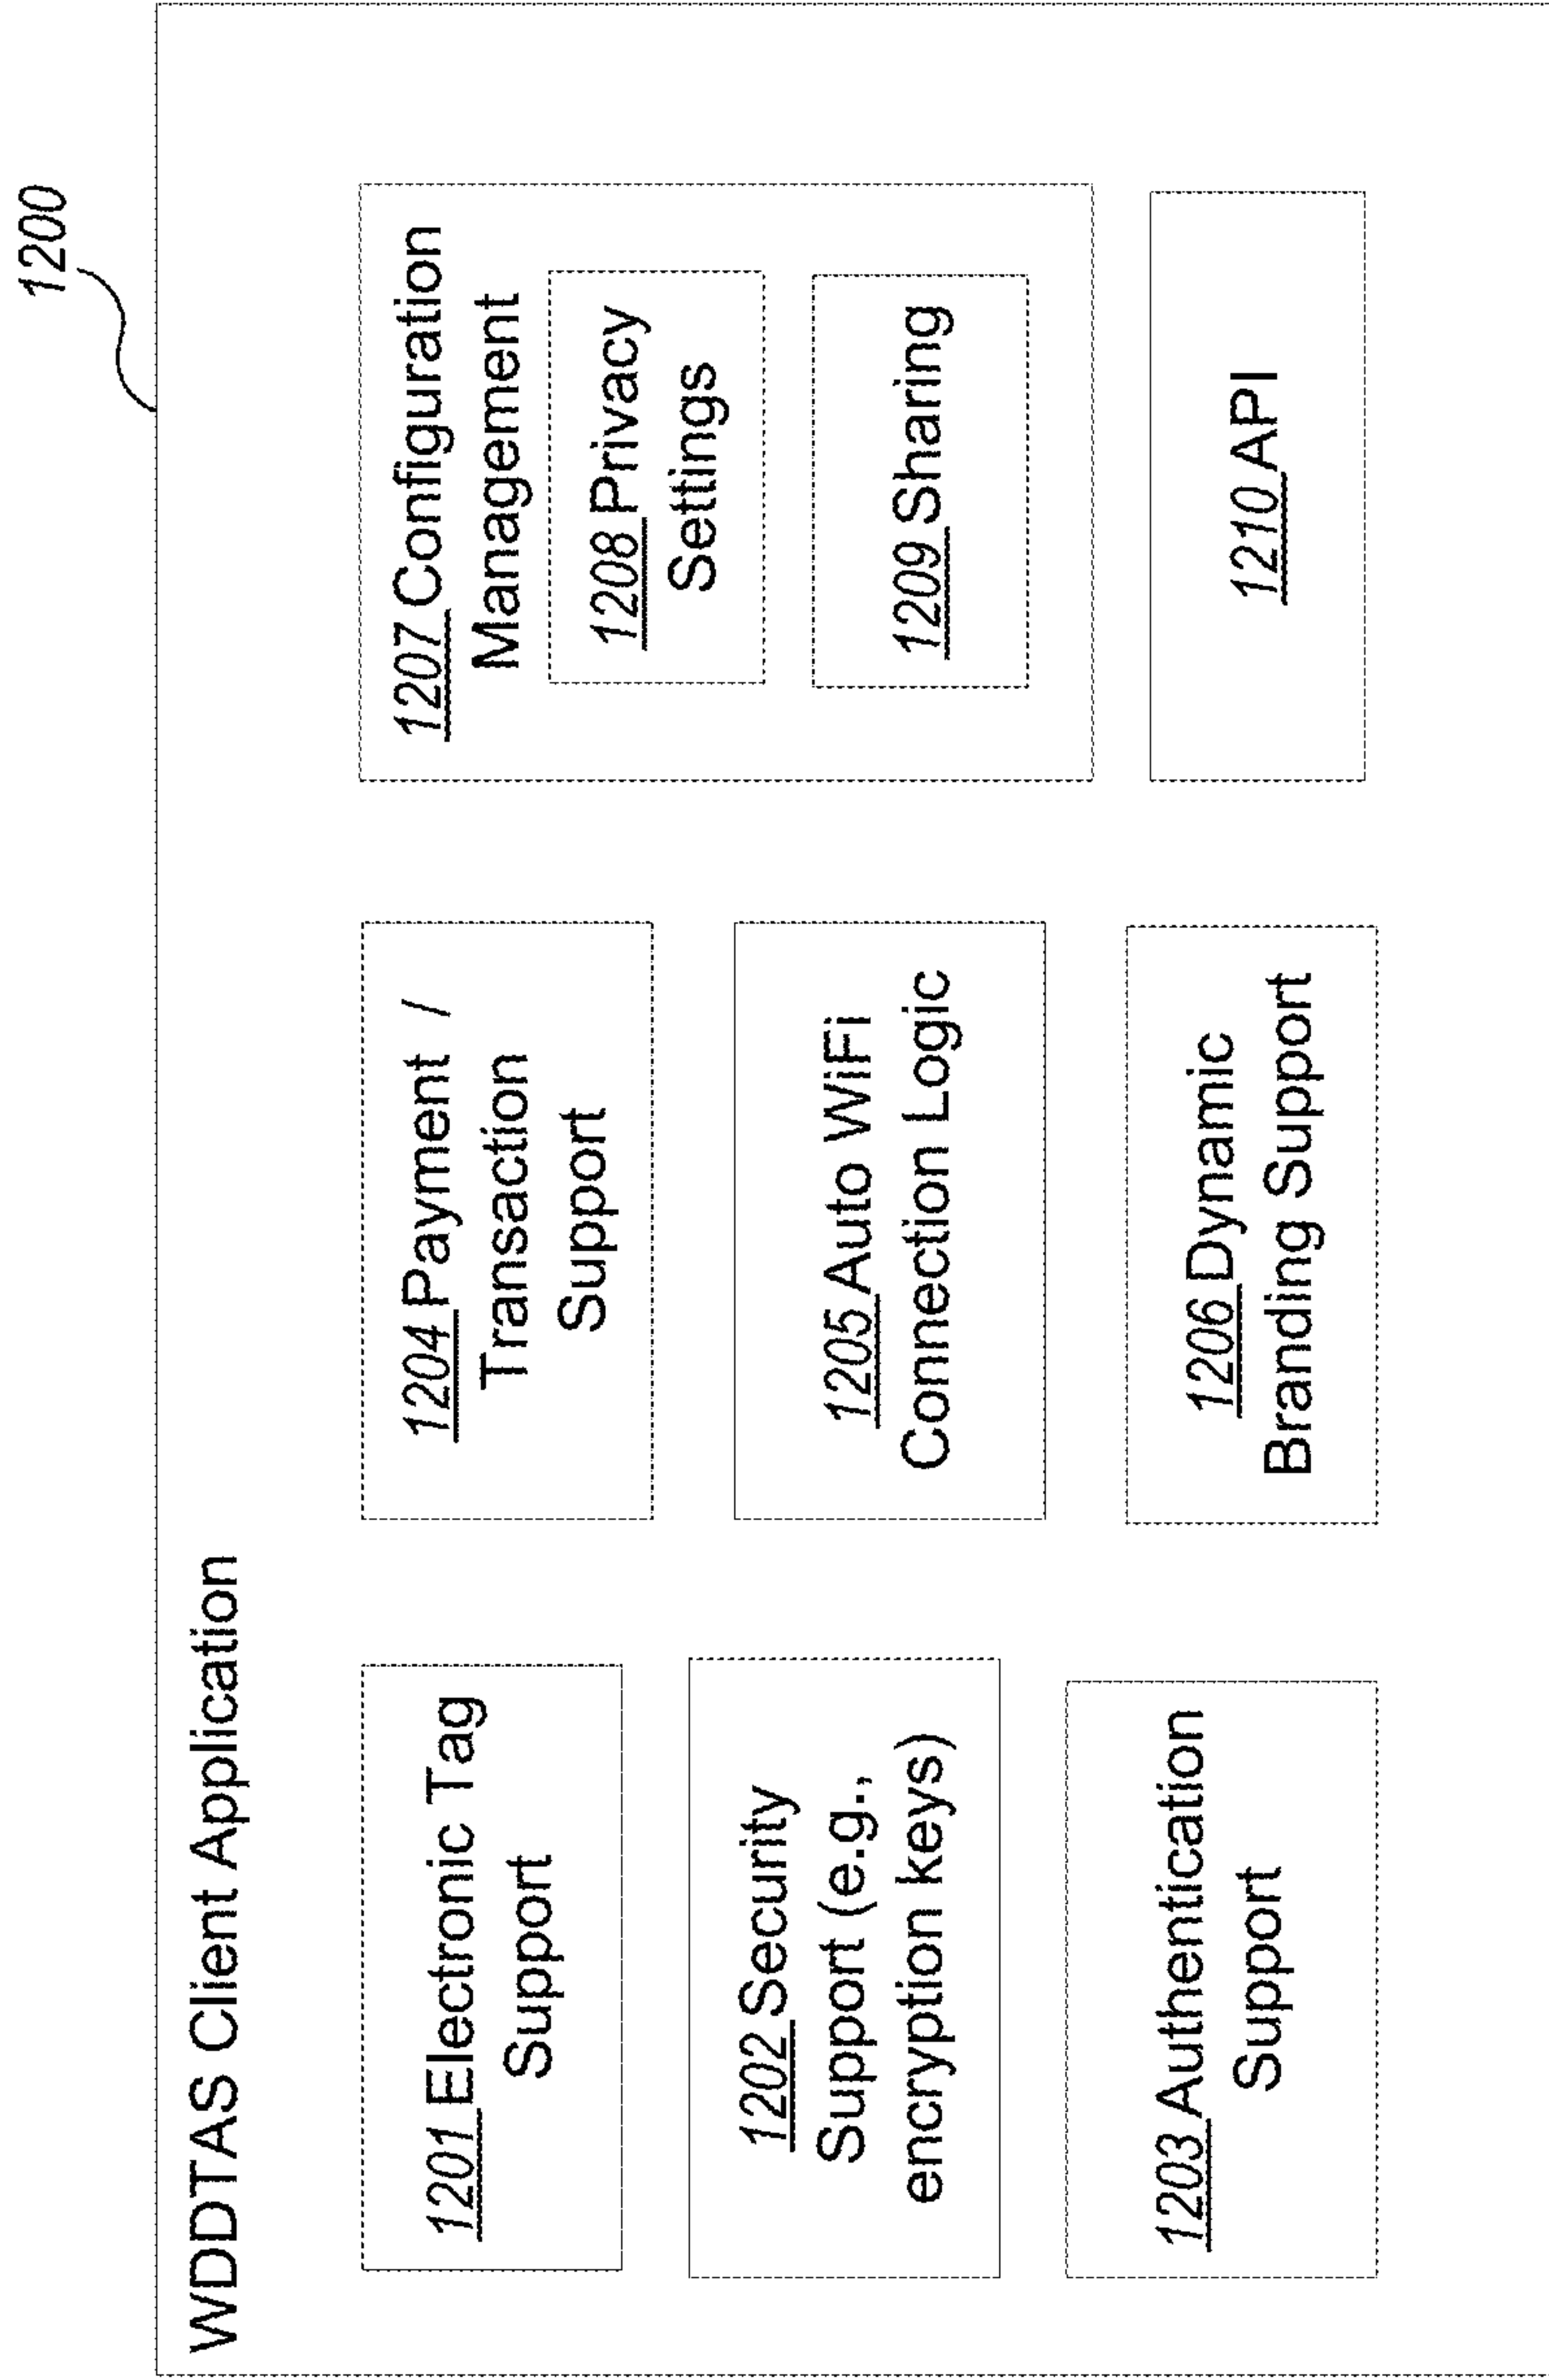 1200
WDDTAS Client Application
1201 Electronic Tag
Support
1202 Security
Support (e.g.,
encryption keys)
1203 Authentication
Support
1204 Payment /
Transaction
Support
1205 Auto WiFi
Connection Logic
1206 Dynamic
Branding Support
1207 Configuration
Management
1208 Privacy
Settings
1209 Sharing
1210 API